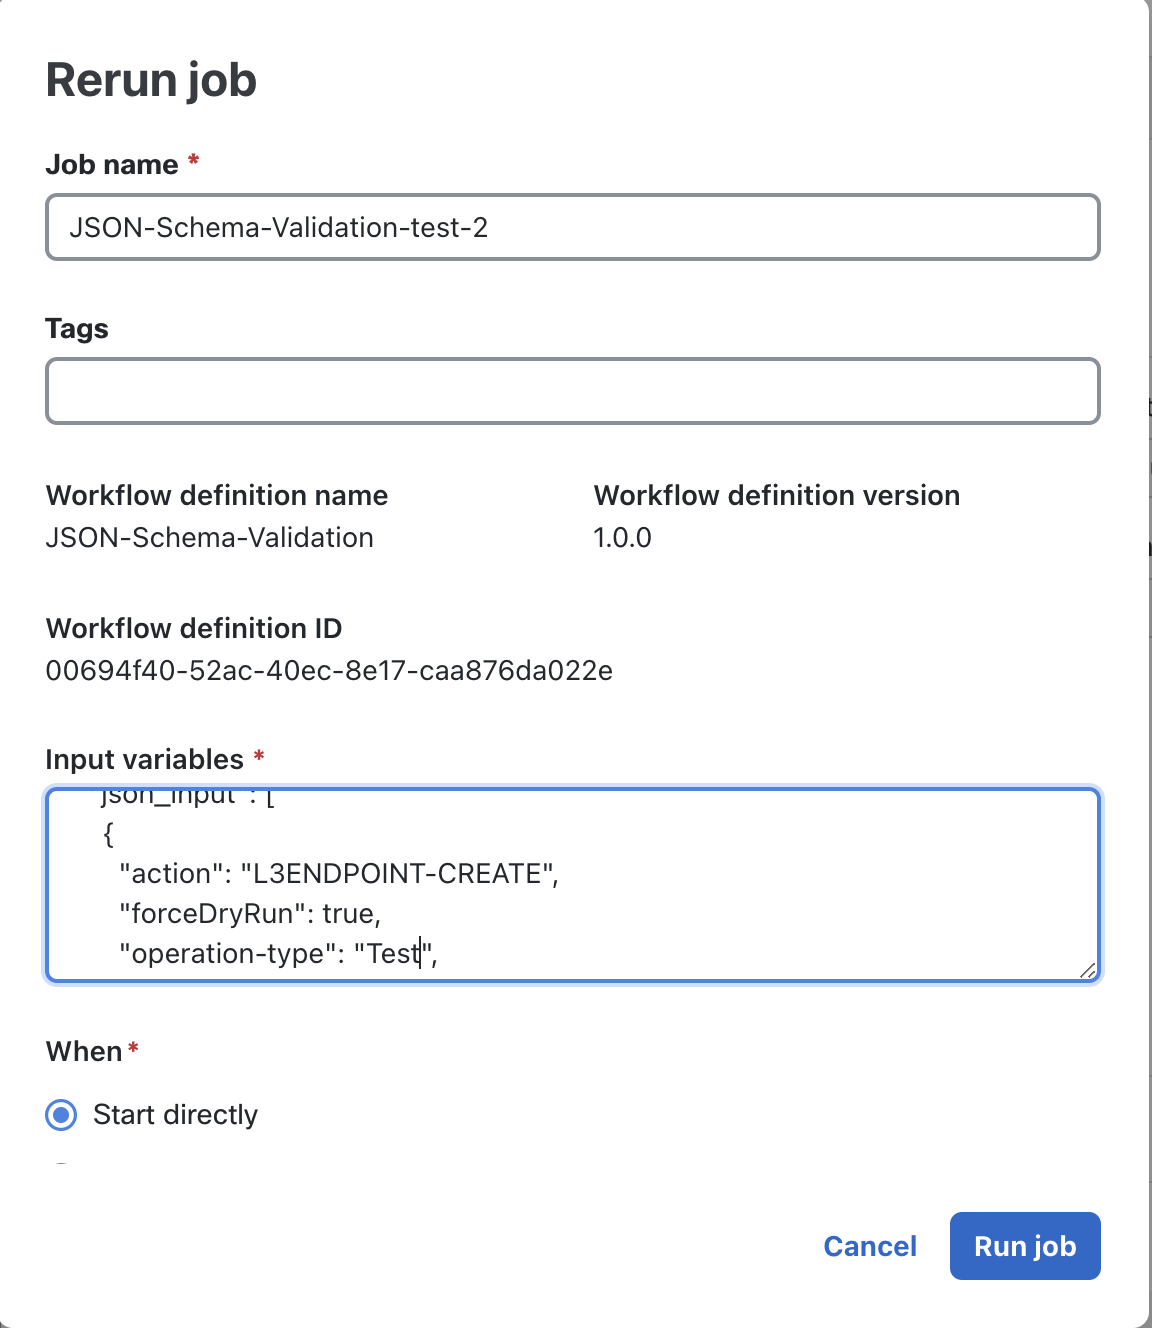 Rerun job
Job name *
JSON-Schema-Validation-test-2
Tags
Workflow definition name
JSON-Schema-Validation
Workflow definition version
1.0.0
Workflow definition ID
00694f40-52ac-40ec-8e17-caa876da022e
Input variables *
json_input": [
{
"action": "L3ENDPOINT-CREATE",
"forceDryRun": true,
"operation-type": "Test",
When *
Start directly
Cancel
Run job